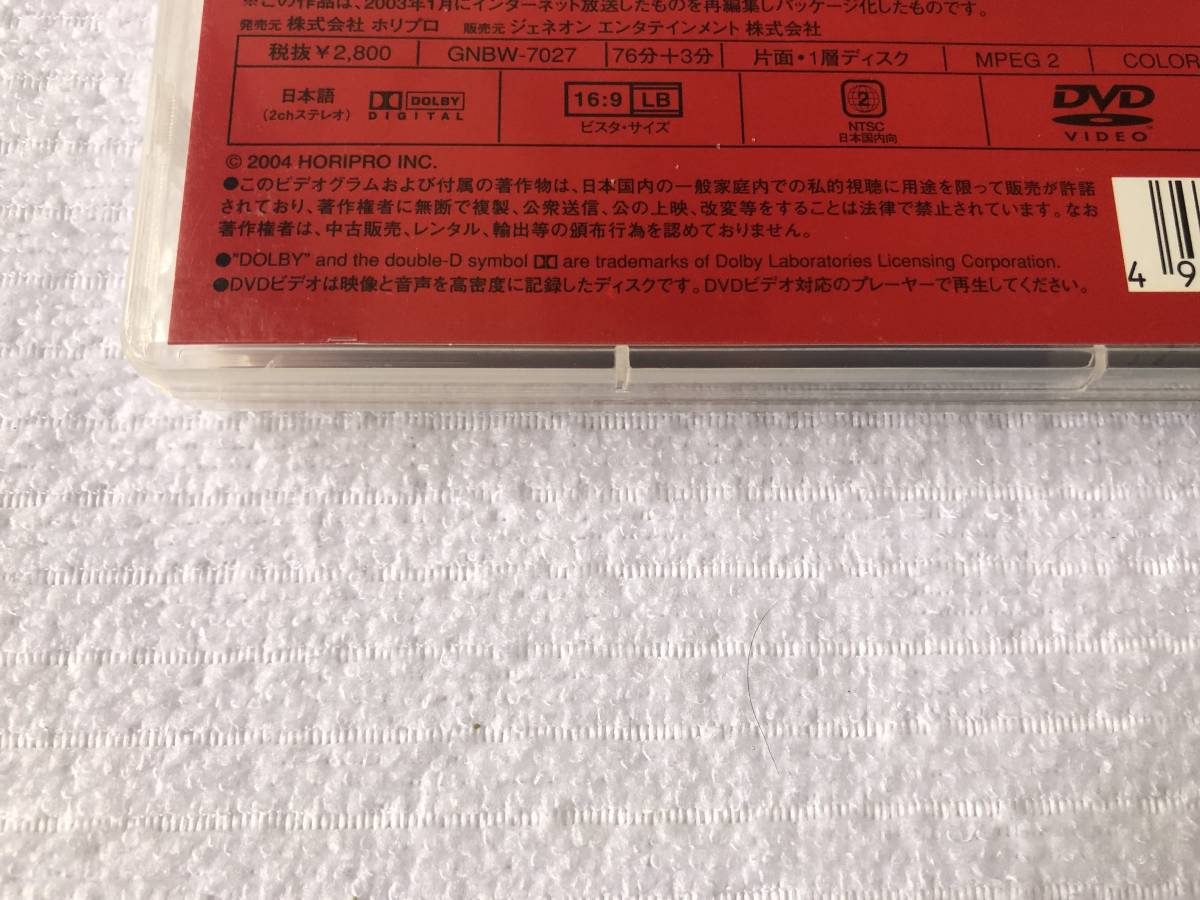 ※この作品は、2003年1月にインターネット放送したものを再編集しパッケージ化したものです。
発売元 株式会社 ホリプロ 販売元 ジェネオン エンタテインメント 株式会社
税抜¥2,800 GNBW-7027 76分+3分 片面・1層ディスク MPEG 2 COLOR
日本語 DOLBY 16:9 LB 2 DVD
(2chステレオ) DIGITAL ビスタ・サイズ NTSC VIDEO
日本国内向
© 2004 HORIPRO INC.
●このビデオグラムおよび付属の著作物は、日本国内の一般家庭内での私的視聴に用途を限って販売が許諾
されており、著作権者に無断で複製、公衆送信、公の上映、改変等をすることは法律で禁止されています。なお
著作権者は、中古販売、レンタル、輸出等の頒布行為を認めておりません。
●"DOLBY" and the double-D symbol are trademarks of Dolby Laboratories Licensing Corporation.
●DVDビデオは映像と音声を高密度に記録したディスクです。DVDビデオ対応のプレーヤーで再生してください。
49